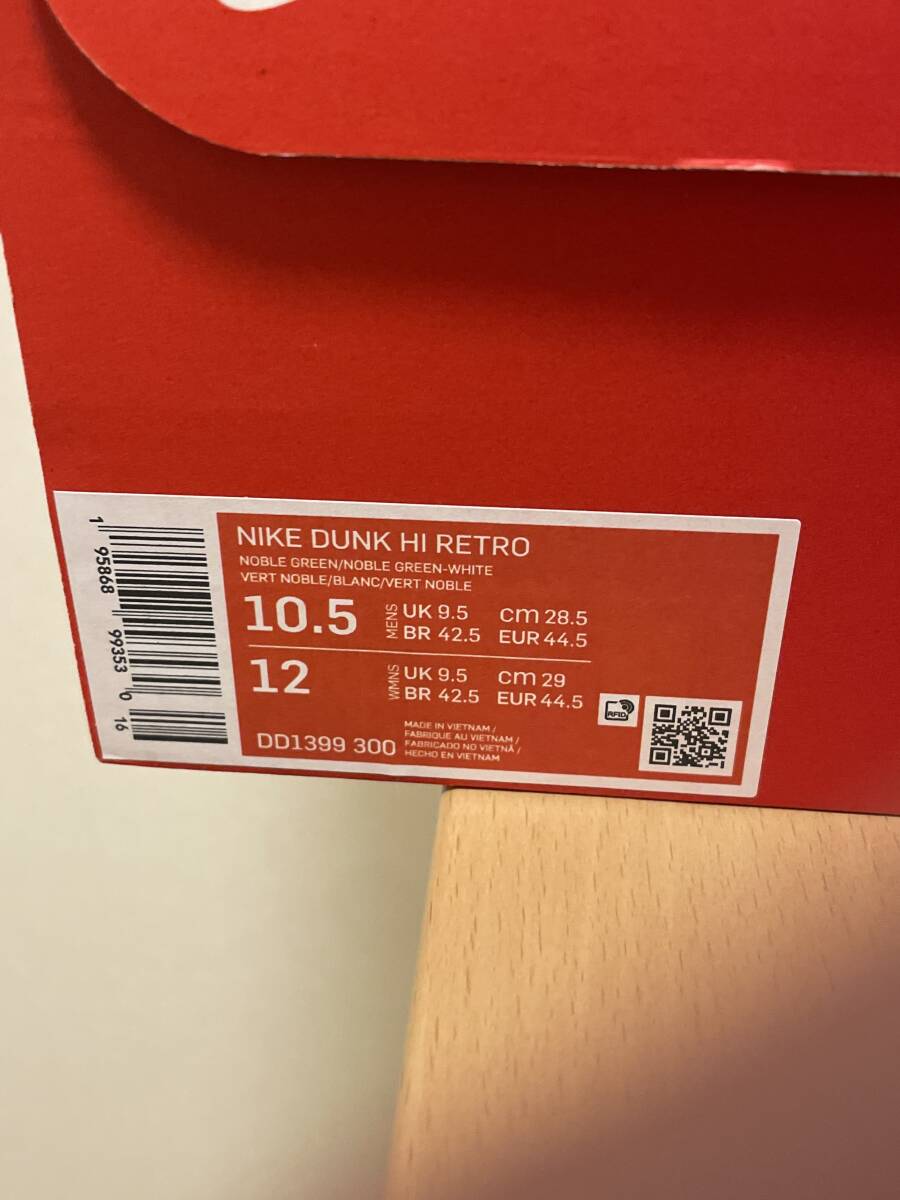 NIKE DUNK HI RETRO
NOBLE GREEN/NOBLE GREEN-WHITE
VERT NOBLE/BLANC/VERT NOBLE
10.5 MENS UK 9.5 cm 28.5
BR 42.5 EUR 44.5
12 WMNS UK 9.5 cm 29
BR 42.5 EUR 44.5
RFID
DD1399 300
MADE IN VIETNAM /
FABRIQUE AU VIETNAM /
FABRICADO NO VIETNÃ /
HECHO EN VIETNAM
1 95868 99353 0 16